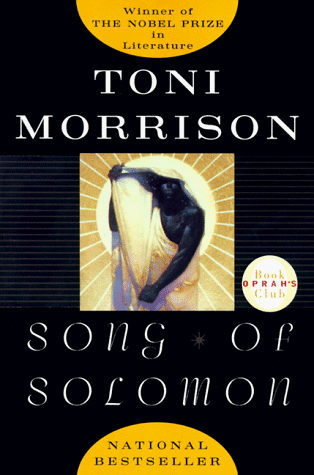 Winner of
THE NOBEL PRIZE
in
Literature
TONI
MORRISON
Book
OPRAH'S
Club
SONG * OF
SOLOMON
NATIONAL
BESTSELLER